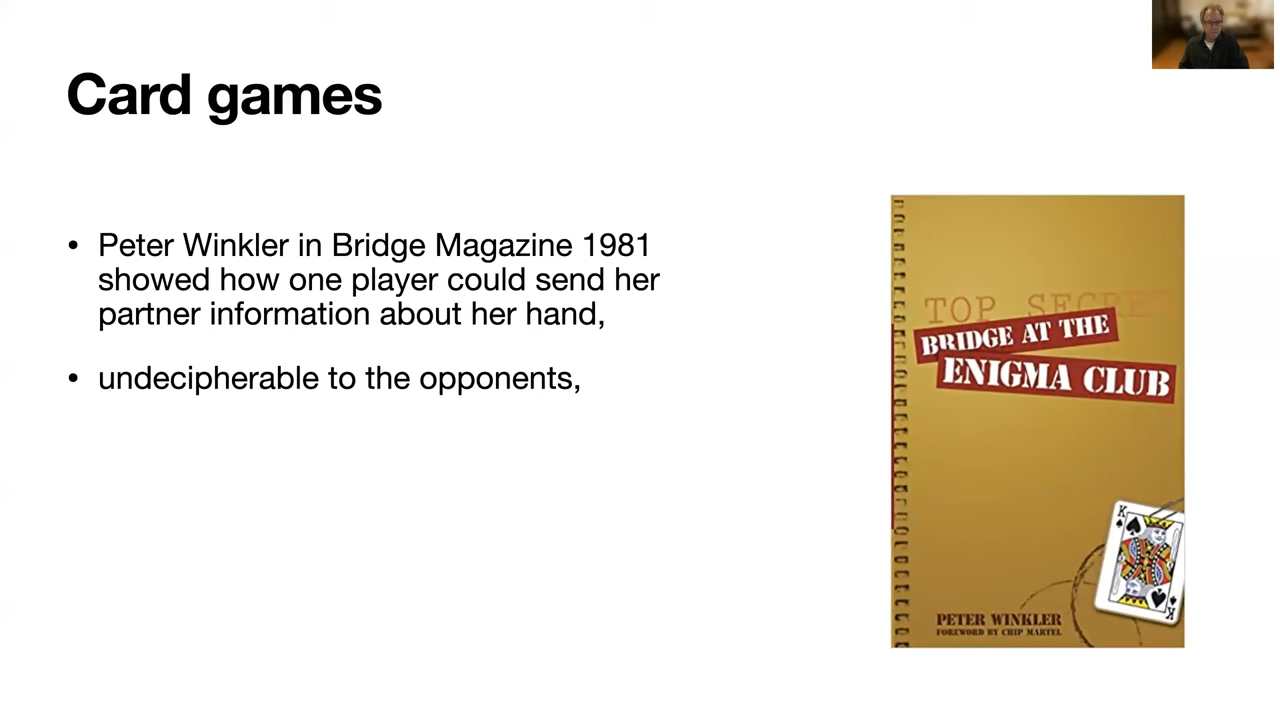 Card games
• Peter Winkler in Bridge Magazine 1981
showed how one player could send her
partner information about her hand,
• undecipherable to the opponents,
TOP SECRET
BRIDGE AT THE
ENIGMA CLUB
K
K
PETER WINKLER
FOREWORD BY CHIP MARTEL